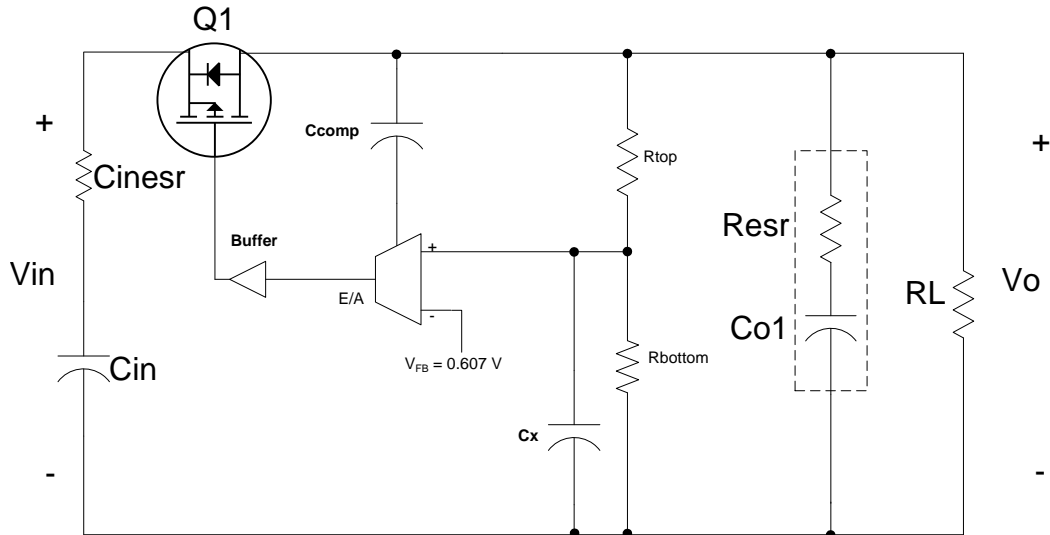 Q1
+
Ccomp
Rtop
+
Cinesr
Resr
Buffer
+
Vin
E/A
RL
Vo
-
Co1
VFB = 0.607 V
Rbottom
Cin
Cx
-
-